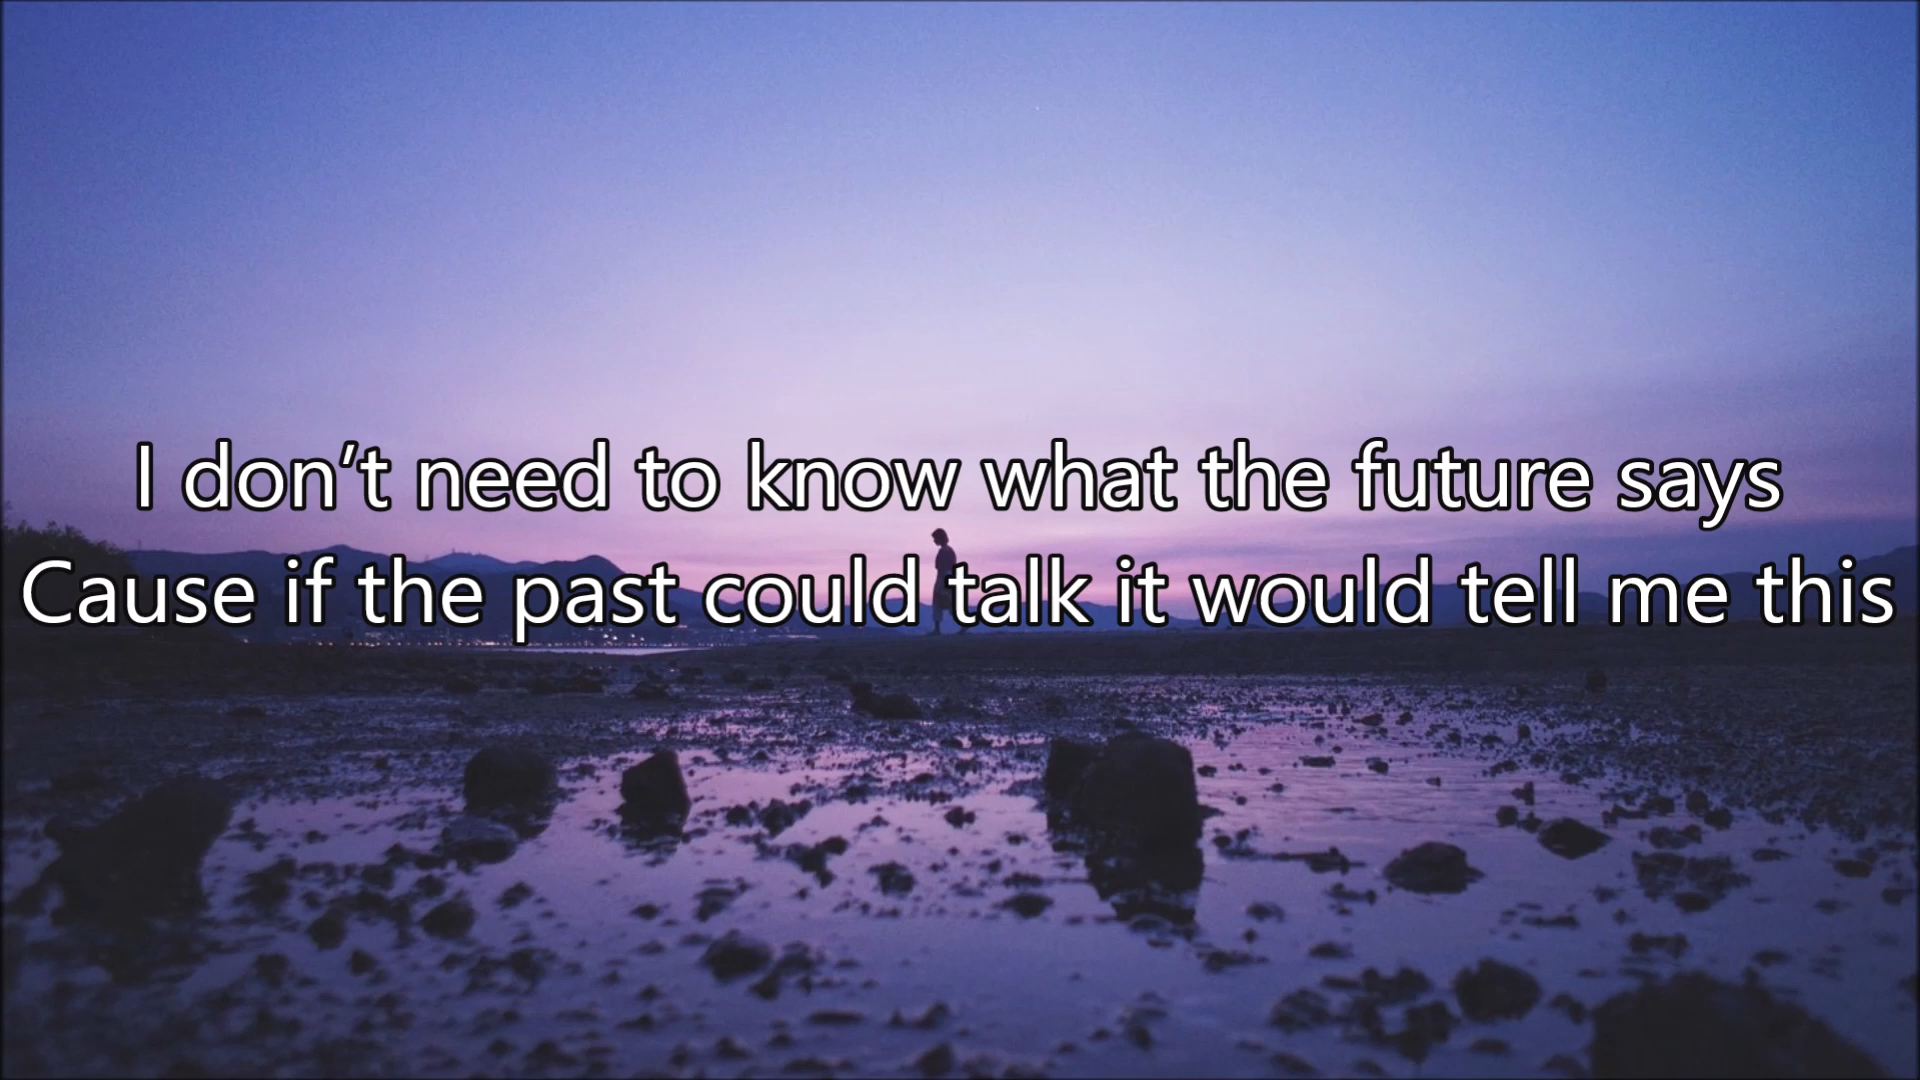 I don’t need to know what the future says
Cause if the past could talk it would tell me this